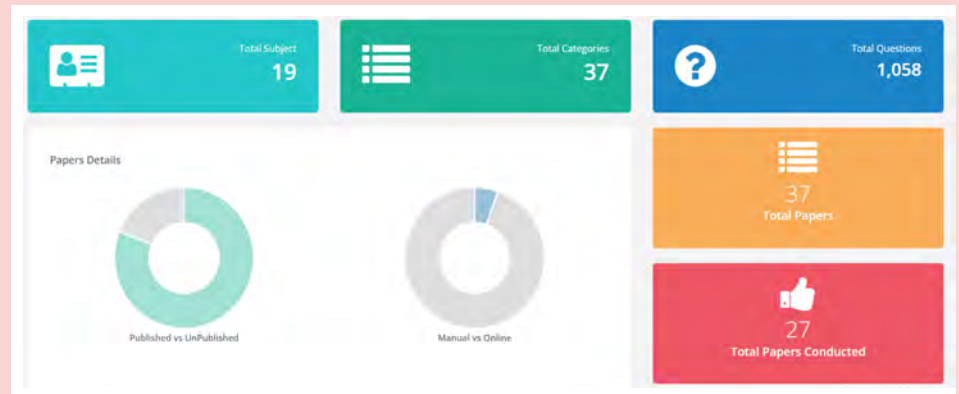 Total Subject
19
Total Categories
37
Total Questions
1,058
Papers Details
Published vs UnPublished
Manual vs Online
37
Total Papers
27
Total Papers Conducted